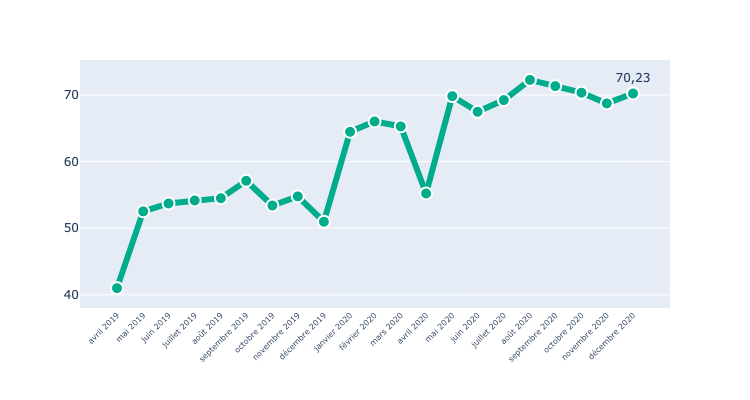 70,23
70
60
50
40
avril 2019
mai 2019
juin 2019
juillet 2019
août 2019
septembre 2019
octobre 2019
novembre 2019
décembre 2019
janvier 2020
février 2020
mars 2020
avril 2020
mai 2020
juin 2020
juillet 2020
août 2020
septembre 2020
octobre 2020
novembre 2020
décembre 2020